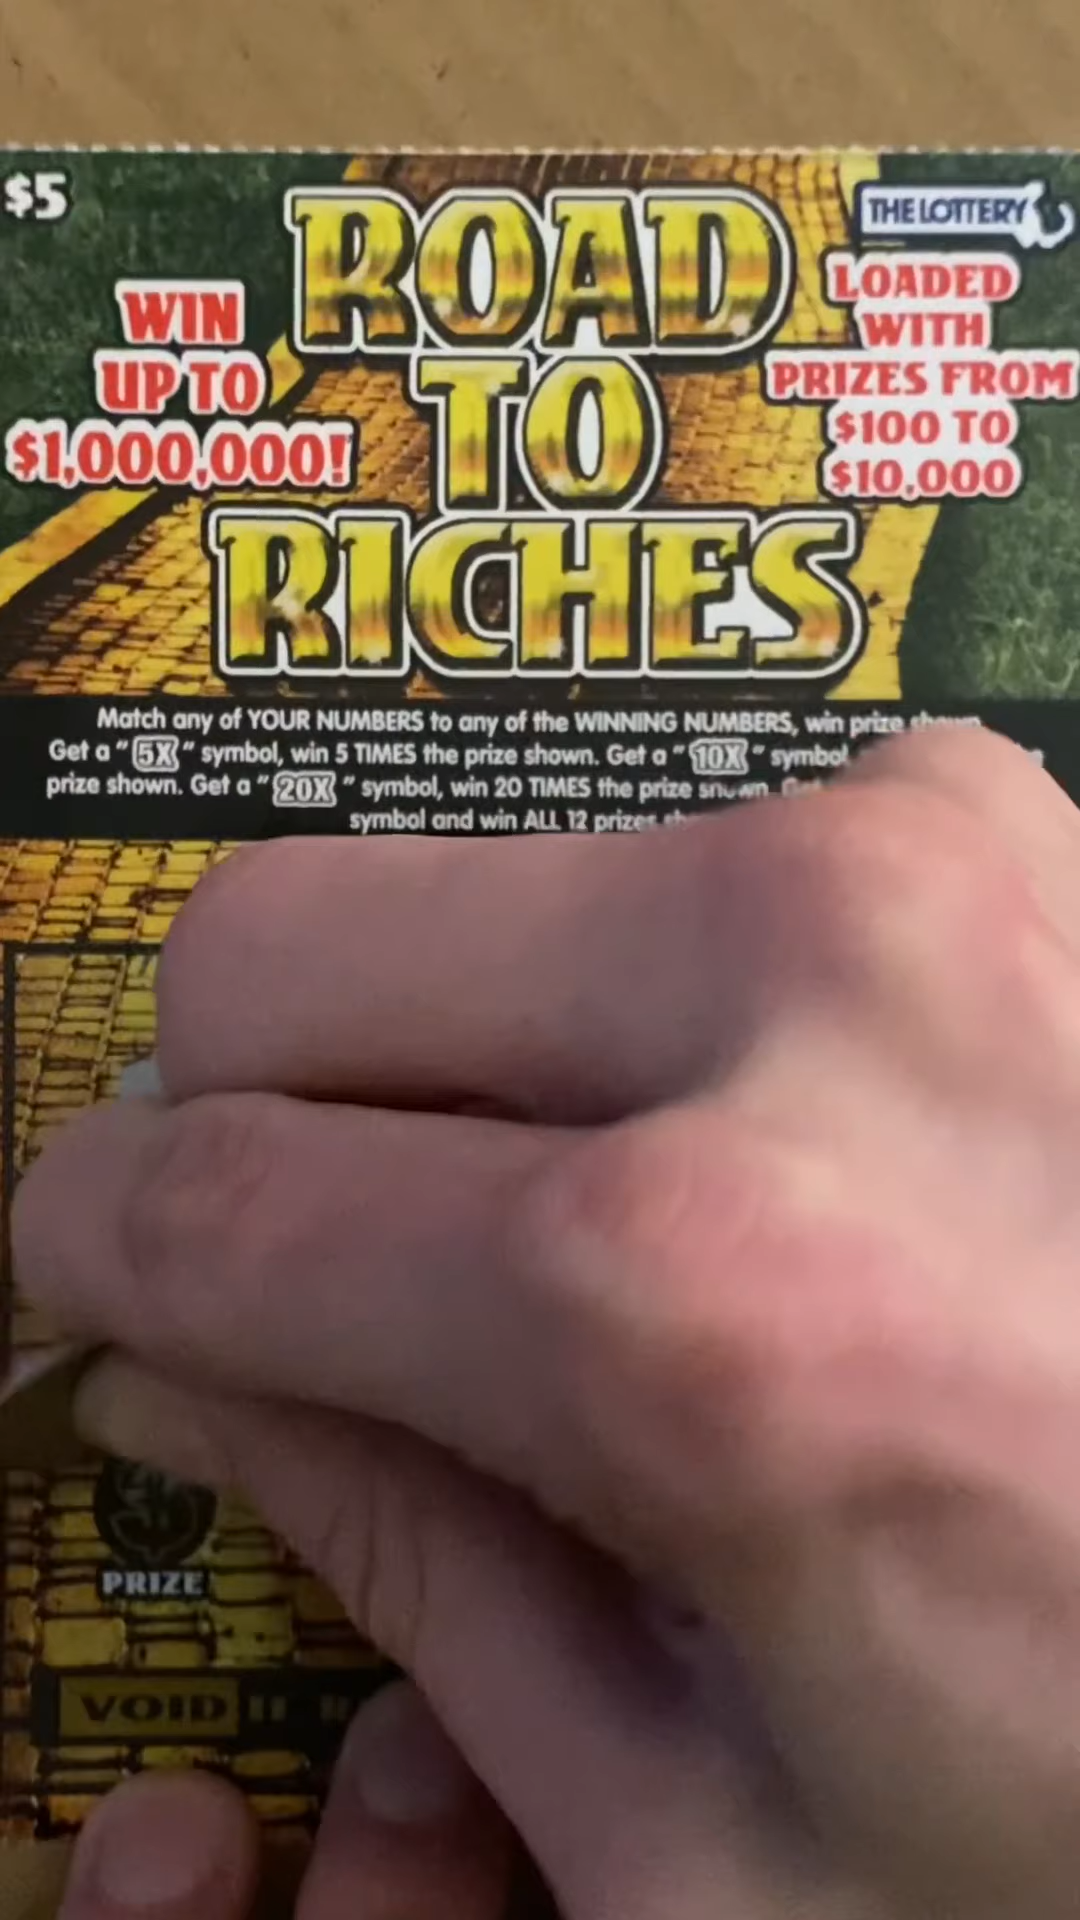 $5
THE LOTTERY
ROAD
TO
RICHES
WIN
UP TO
$1,000,000!
LOADED
WITH
PRIZES FROM
$100 TO
$10,000
Match any of YOUR NUMBERS to any of the WINNING NUMBERS, win prize shown.
Get a "5X" symbol, win 5 TIMES the prize shown. Get a "10X" symbol
prize shown. Get a "20X" symbol, win 20 TIMES the prize shown.
symbol and win ALL 12 prizes
PRIZE
VOID